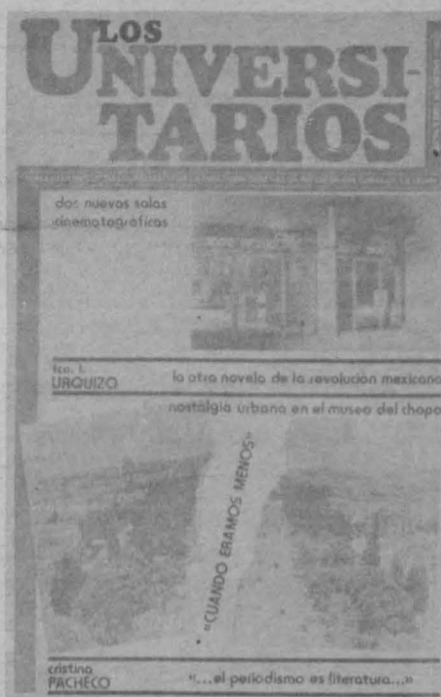 LOS
UNIVERSI-
TARIOS
dos nuevas salas
cinematográficas
fco. l.
URQUIZO
la otra novela de la revolución mexicana
nostalgia urbana en el museo del chopo
"CUANDO ERAMOS MENOS"
cristina
PACHECO
"...el periodismo es literatura..."